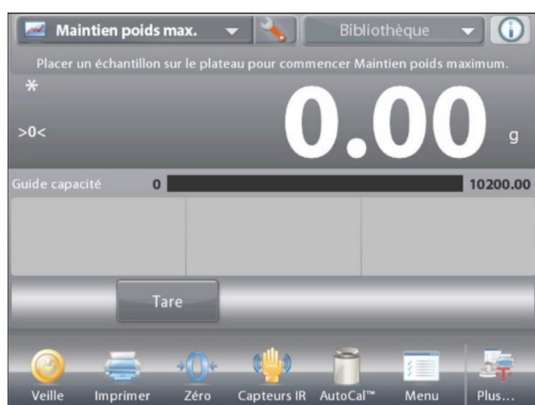 Maintien poids max. Bibliothèque
Placer un échantillon sur le plateau pour commencer Maintien poids maximum.
*
0.00
>0< g
Guide capacité 0 10200.00
Tare
Veille Imprimer Zéro Capteurs IR AutoCal™ Menu Plus...